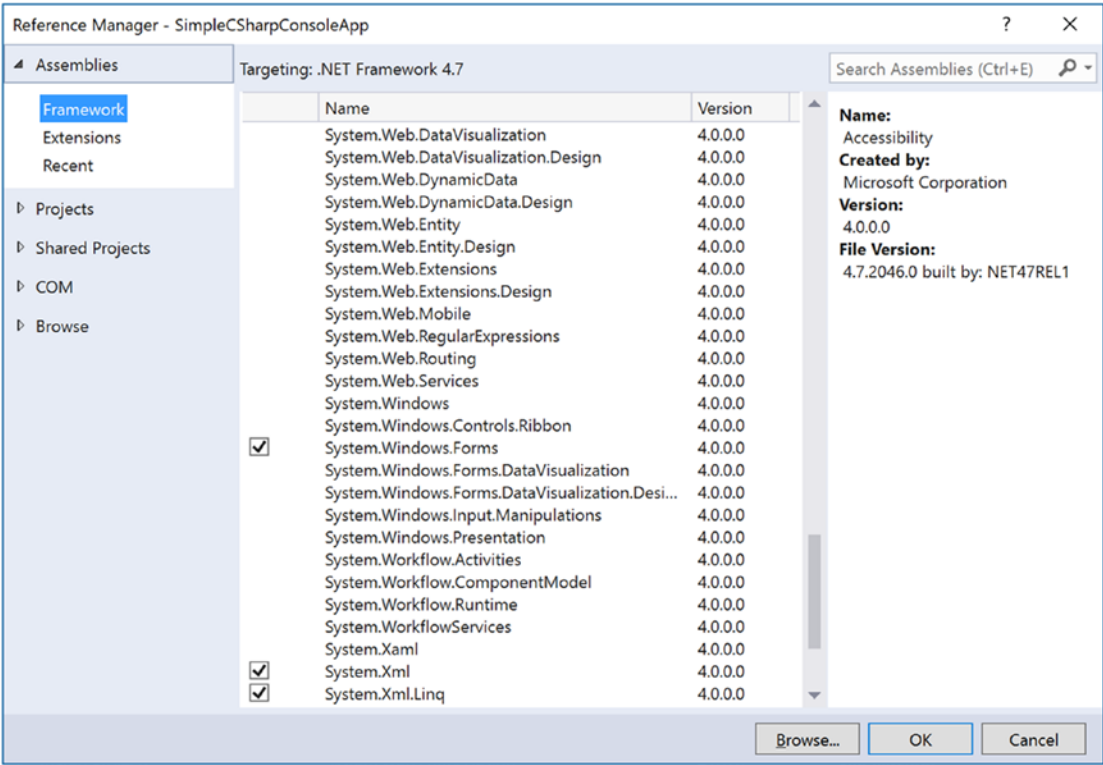 Reference Manager - SimpleCSharpConsoleApp ? ×
Assemblies
Framework
Extensions
Recent
Projects
Shared Projects
COM
Browse
Targeting: .NET Framework 4.7
Search Assemblies (Ctrl+E)
Name Version
System.Web.DataVisualization 4.0.0.0
System.Web.DataVisualization.Design 4.0.0.0
System.Web.DynamicData 4.0.0.0
System.Web.DynamicData.Design 4.0.0.0
System.Web.Entity 4.0.0.0
System.Web.Entity.Design 4.0.0.0
System.Web.Extensions 4.0.0.0
System.Web.Extensions.Design 4.0.0.0
System.Web.Mobile 4.0.0.0
System.Web.RegularExpressions 4.0.0.0
System.Web.Routing 4.0.0.0
System.Web.Services 4.0.0.0
System.Windows 4.0.0.0
System.Windows.Controls.Ribbon 4.0.0.0
System.Windows.Forms 4.0.0.0
System.Windows.Forms.DataVisualization 4.0.0.0
System.Windows.Forms.DataVisualization.Desi... 4.0.0.0
System.Windows.Input.Manipulations 4.0.0.0
System.Windows.Presentation 4.0.0.0
System.Workflow.Activities 4.0.0.0
System.Workflow.ComponentModel 4.0.0.0
System.Workflow.Runtime 4.0.0.0
System.WorkflowServices 4.0.0.0
System.Xaml 4.0.0.0
System.Xml 4.0.0.0
System.Xml.Linq 4.0.0.0
Name:
Accessibility
Created by:
Microsoft Corporation
Version:
4.0.0.0
File Version:
4.7.2046.0 built by: NET47REL1
Browse... OK Cancel